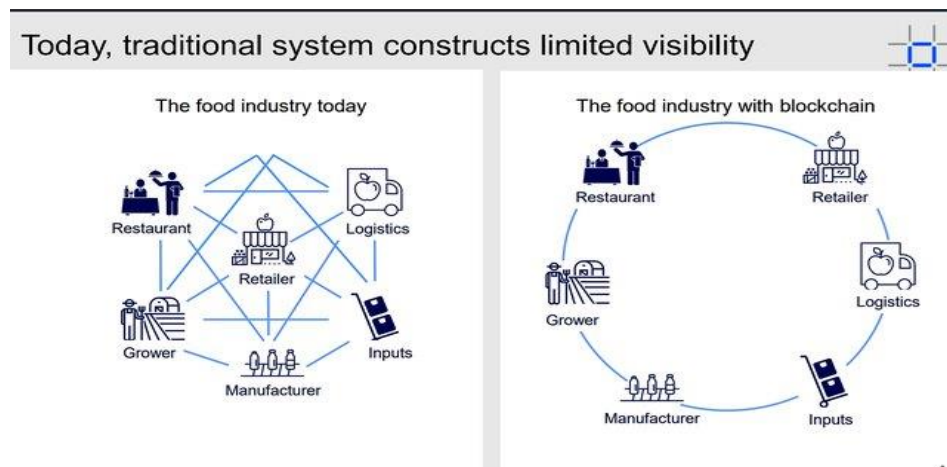 Today, traditional system constructs limited visibility
The food industry today
Restaurant
Logistics
Retailer
Grower
Inputs
Manufacturer
The food industry with blockchain
Restaurant
Retailer
Logistics
Grower
Manufacturer
Inputs